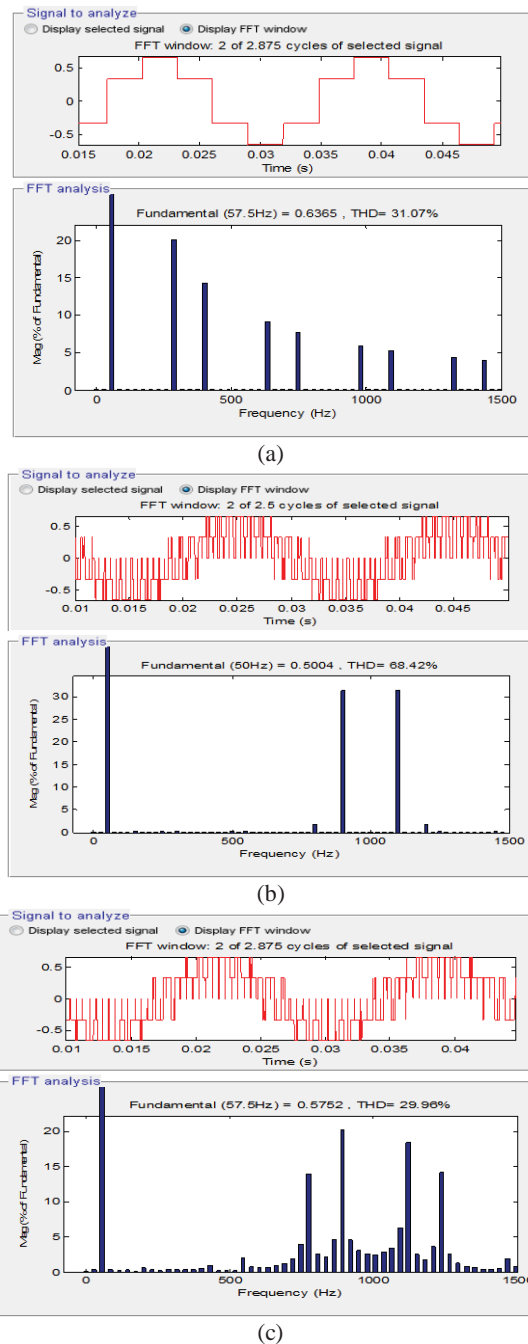 Signal to analyze
Display selected signal Display FFT window
FFT window: 2 of 2.875 cycles of selected signal
0.5
0
-0.5
0.015 0.02 0.025 0.03 0.035 0.04 0.045
Time (s)
FFT analysis
Fundamental (57.5Hz) = 0.6365 , THD= 31.07%
Mag (% of Fundamental)
20
15
10
5
0
0 500 1000 1500
Frequency (Hz)
(a)
Signal to analyze
Display selected signal Display FFT window
FFT window: 2 of 2.5 cycles of selected signal
0.5
0
-0.5
0.01 0.015 0.02 0.025 0.03 0.035 0.04 0.045
Time (s)
FFT analysis
Fundamental (50Hz) = 0.5004 , THD= 68.42%
Mag (% of Fundamental)
30
25
20
15
10
5
0
0 500 1000 1500
Frequency (Hz)
(b)
Signal to analyze
Display selected signal Display FFT window
FFT window: 2 of 2.875 cycles of selected signal
0.5
0
-0.5
0.01 0.015 0.02 0.025 0.03 0.035 0.04
Time (s)
FFT analysis
Fundamental (57.5Hz) = 0.5752 , THD= 29.96%
Mag (% of Fundamental)
20
15
10
5
0
0 500 1000 1500
Frequency (Hz)
(c)